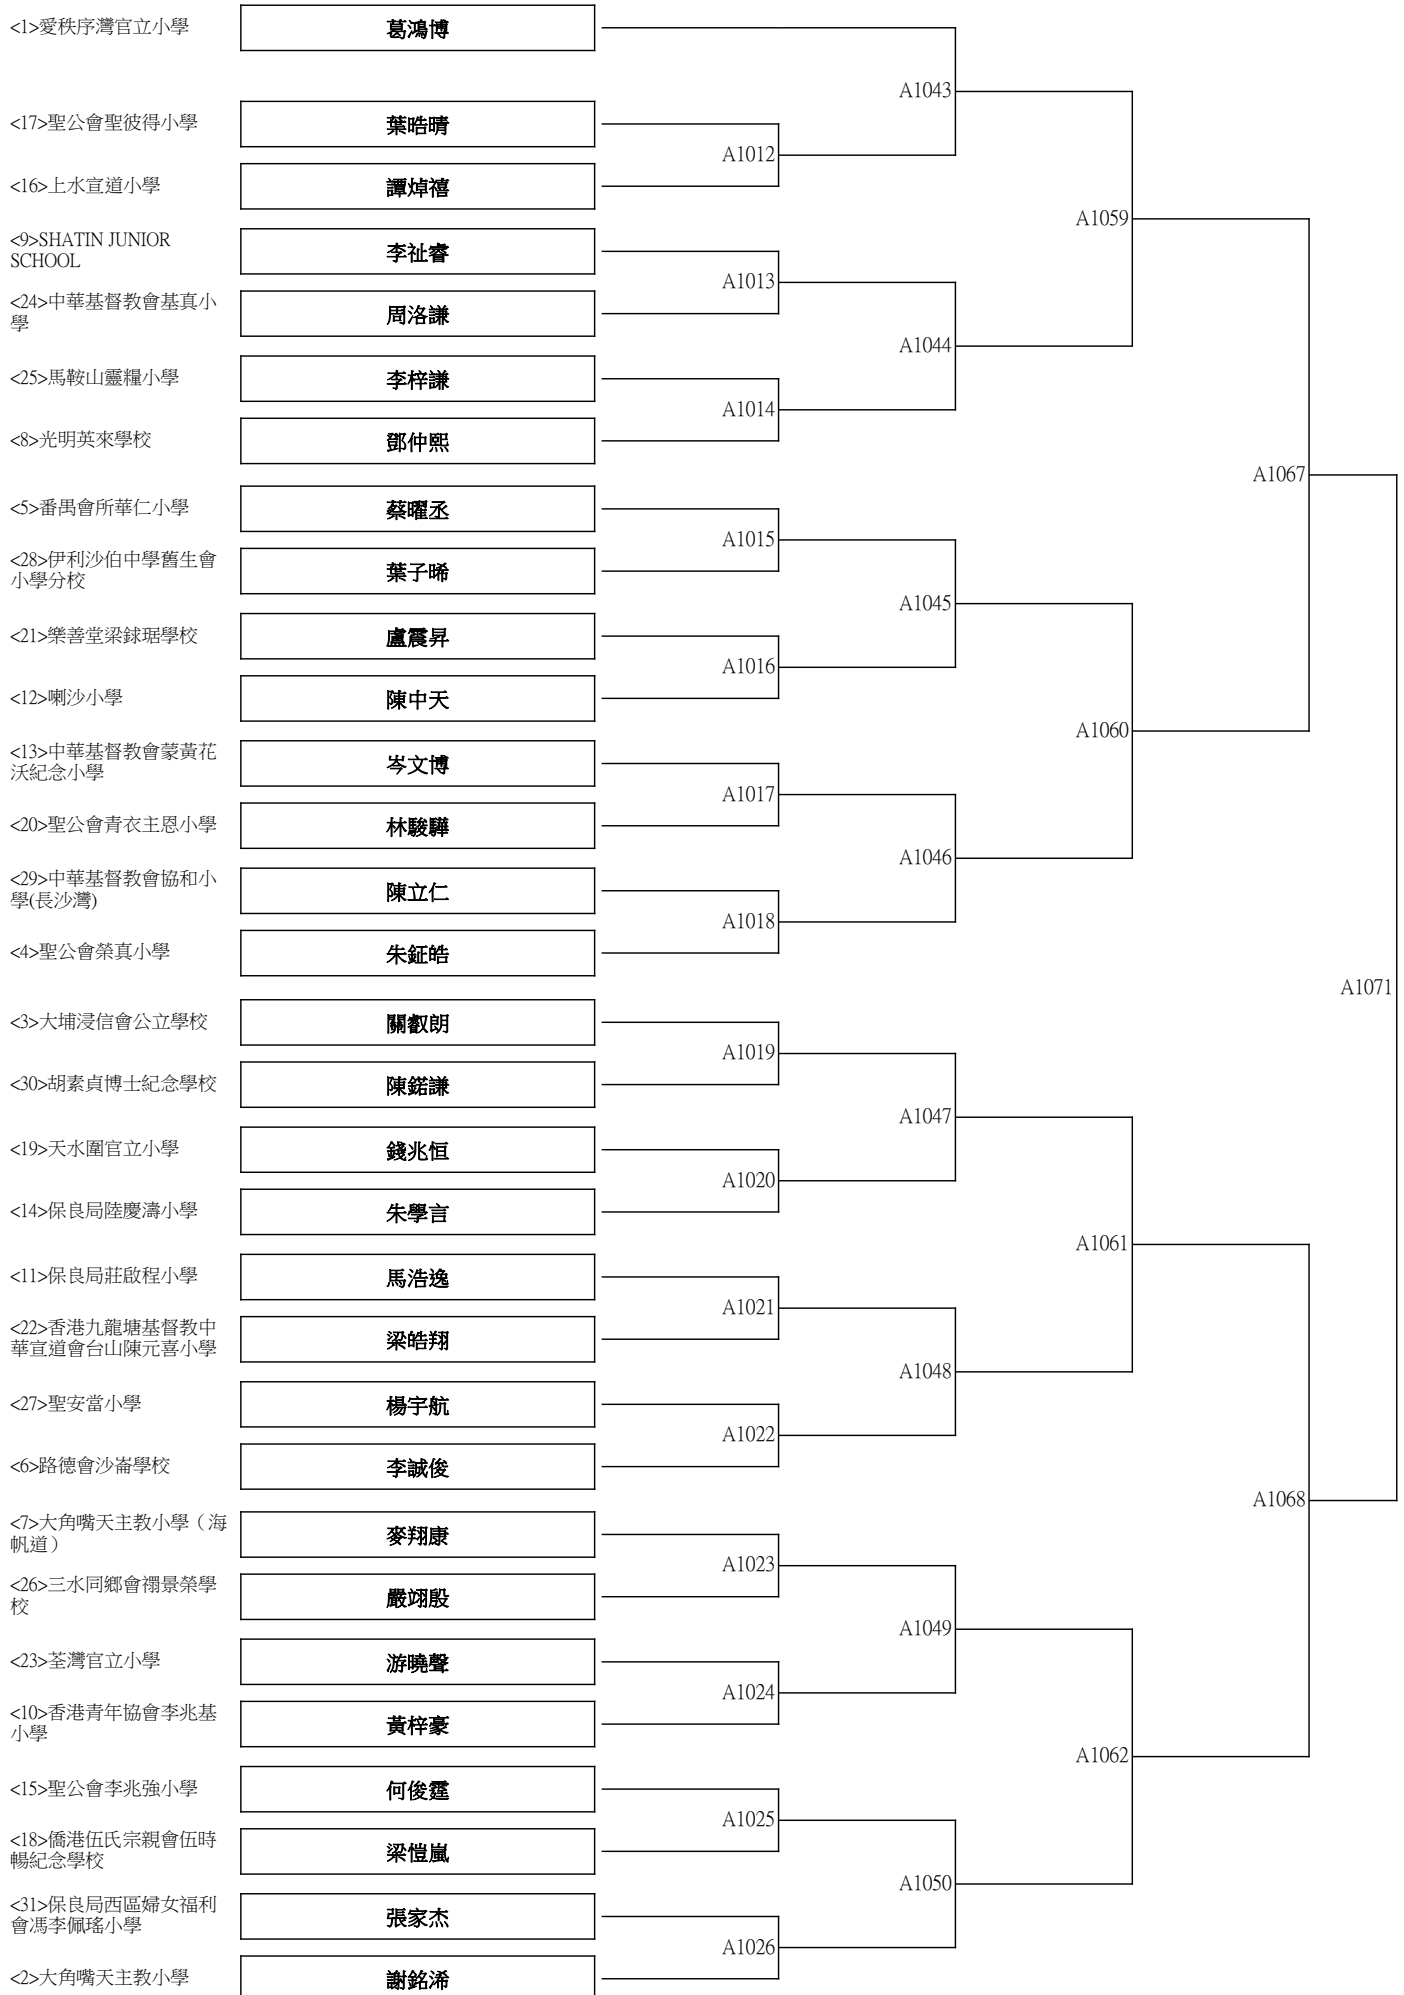 <1>愛秩序灣官立小學
葛鴻博
A1043
<17>聖公會聖彼得小學
葉晧晴
A1012
<16>上水宣道小學
譚焯禧
A1059
<9>SHATIN JUNIOR
SCHOOL
李祉睿
A1013
<24>中華基督教會基真小
學
周洛謙
A1044
<25>馬鞍山靈糧小學
李梓謙
A1014
<8>光明英來學校
鄧仲熙
A1067
<5>番禺會所華仁小學
蔡曜丞
A1015
<28>伊利沙伯中學舊生會
小學分校
葉子晞
A1045
<21>樂善堂梁銶琚學校
盧震昇
A1016
<12>喇沙小學
陳中天
A1060
<13>中華基督教會蒙黃花
沃紀念小學
岑文博
A1017
<20>聖公會青衣主恩小學
林駿驊
A1046
<29>中華基督教會協和小
學(長沙灣)
陳立仁
A1018
<4>聖公會榮真小學
朱鉦皓
A1071
<3>大埔浸信會公立學校
關叡朗
A1019
<30>胡素貞博士紀念學校
陳鍩謙
A1047
<19>天水圍官立小學
錢兆恒
A1020
<14>保良局陸慶濤小學
朱學言
A1061
<11>保良局莊啟程小學
馬浩逸
A1021
<22>香港九龍塘基督教中
華宣道會台山陳元喜小學
梁皓翔
A1048
<27>聖安當小學
楊宇航
A1022
<6>路德會沙崙學校
李誠俊
A1068
<7>大角嘴天主教小學（海
帆道）
麥翔康
A1023
<26>三水同鄉會禤景榮學
校
嚴翊殷
A1049
<23>荃灣官立小學
游曉聲
A1024
<10>香港青年協會李兆基
小學
黃梓豪
A1062
<15>聖公會李兆強小學
何俊霆
A1025
<18>僑港伍氏宗親會伍時
暢紀念學校
梁愷嵐
A1050
<31>保良局西區婦女福利
會馮李佩瑤小學
張家杰
A1026
<2>大角嘴天主教小學
謝銘浠